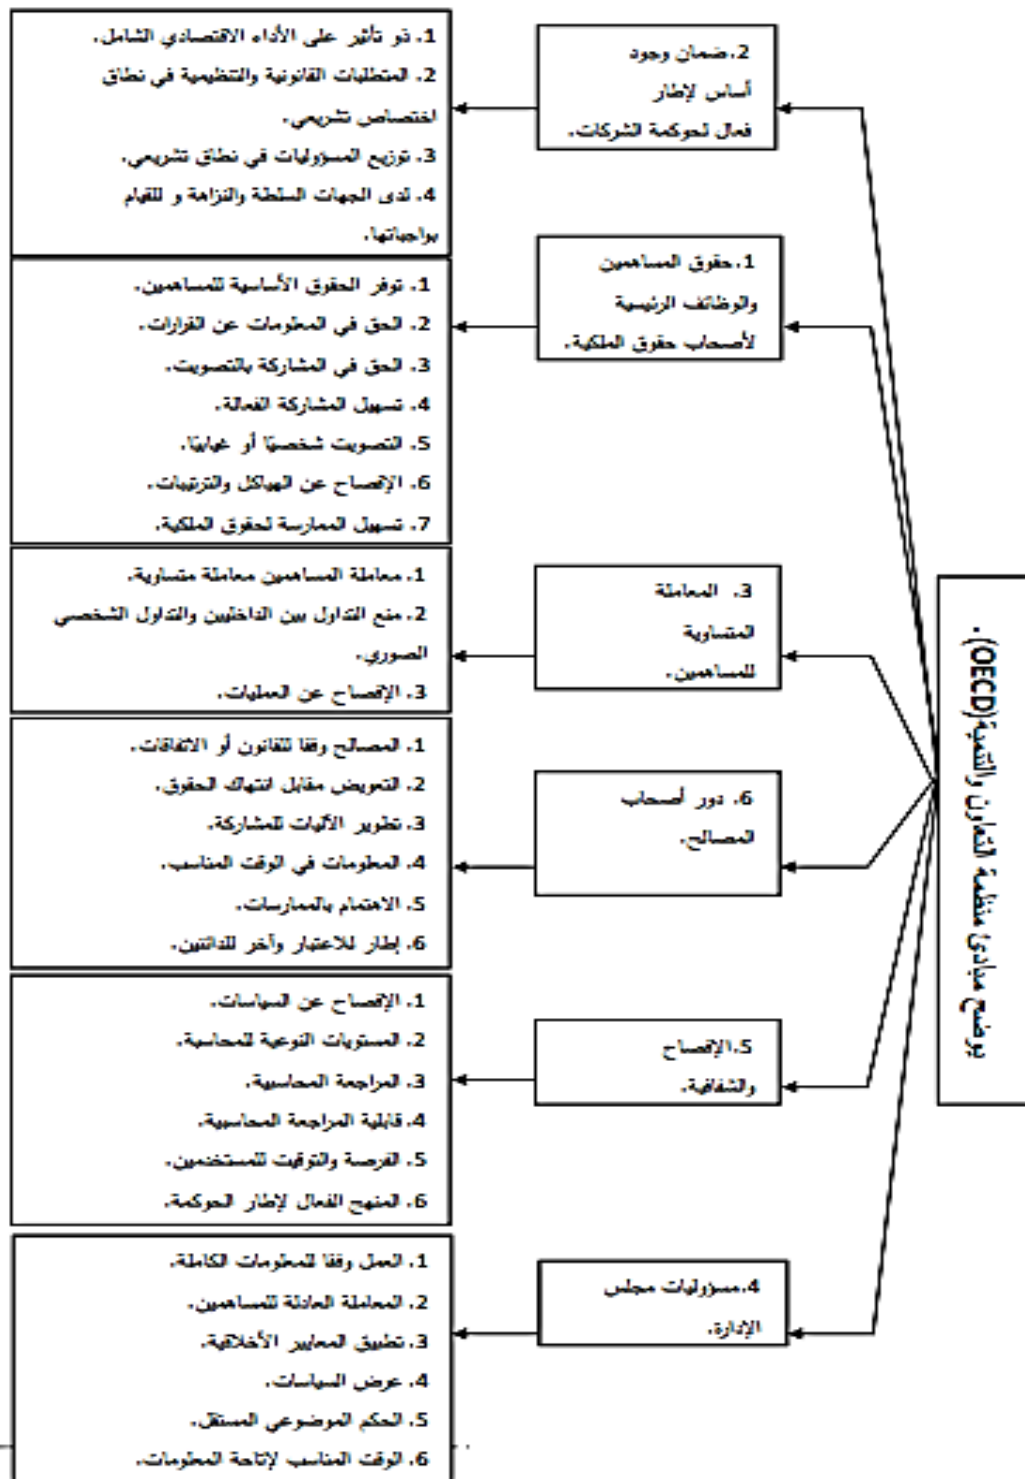 يوضح مبادئ منظمة التعاون والتنمية(OECD) .
2.ضمان وجود
أساس لإطار
فعال لحوكمة الشركات.
1. ذو تأثير على الأداء الاقتصادي الشامل.
2. المتطلبات القانونية والتنظيمية في نطاق
اختصاص تشريعي.
3. توزيع المسؤوليات في نطاق تشريعي.
4. لدى الجهات السلطة والنزاهة و للقيام
بواجباتها.
1.حقوق المساهمين
والوظائف الرئيسية
لأصحاب حقوق الملكية.
1. توفر الحقوق الأساسية للمساهمين.
2. الحق في المعلومات عن القرارات.
3. الحق في المشاركة بالتصويت.
4. تسهيل المشاركة الفعالة.
5. التصويت شخصيًا أو غيابيًا.
6. الإفصاح عن الهياكل والترتيبات.
7. تسهيل الممارسة لحقوق الملكية.
3. المعاملة
المتساوية
للمساهمين.
1. معاملة المساهمين معاملة متساوية.
2. منع التداول بين الداخليين والتداول الشخصي
الصوري.
3. الإفصاح عن العمليات.
6. دور أصحاب
المصالح.
1. المصالح وفقا للقانون أو الاتفاقات.
2. التعويض مقابل انتهاك الحقوق.
3. تطوير الآليات للمشاركة.
4. المعلومات في الوقت المناسب.
5. الاهتمام بالممارسات.
6. إطار للاعتبار وآخر للدائنين.
5.الإفصاح
والشفافية.
1. الإفصاح عن السياسات.
2. المستويات النوعية للمحاسبة.
3. المراجعة المحاسبية.
4. قابلية المراجعة المحاسبية.
5. الفرصة والتوقيت للمستخدمين.
6. المنهج الفعال لإطار الحوكمة.
4.مسؤوليات مجلس
الإدارة.
1. العمل وفقا للمعلومات الكاملة.
2. المعاملة العادلة للمساهمين.
3. تطبيق المعايير الأخلاقية.
4. عرض السياسات.
5. الحكم الموضوعي المستقل.
6. الوقت المناسب لإتاحة المعلومات.